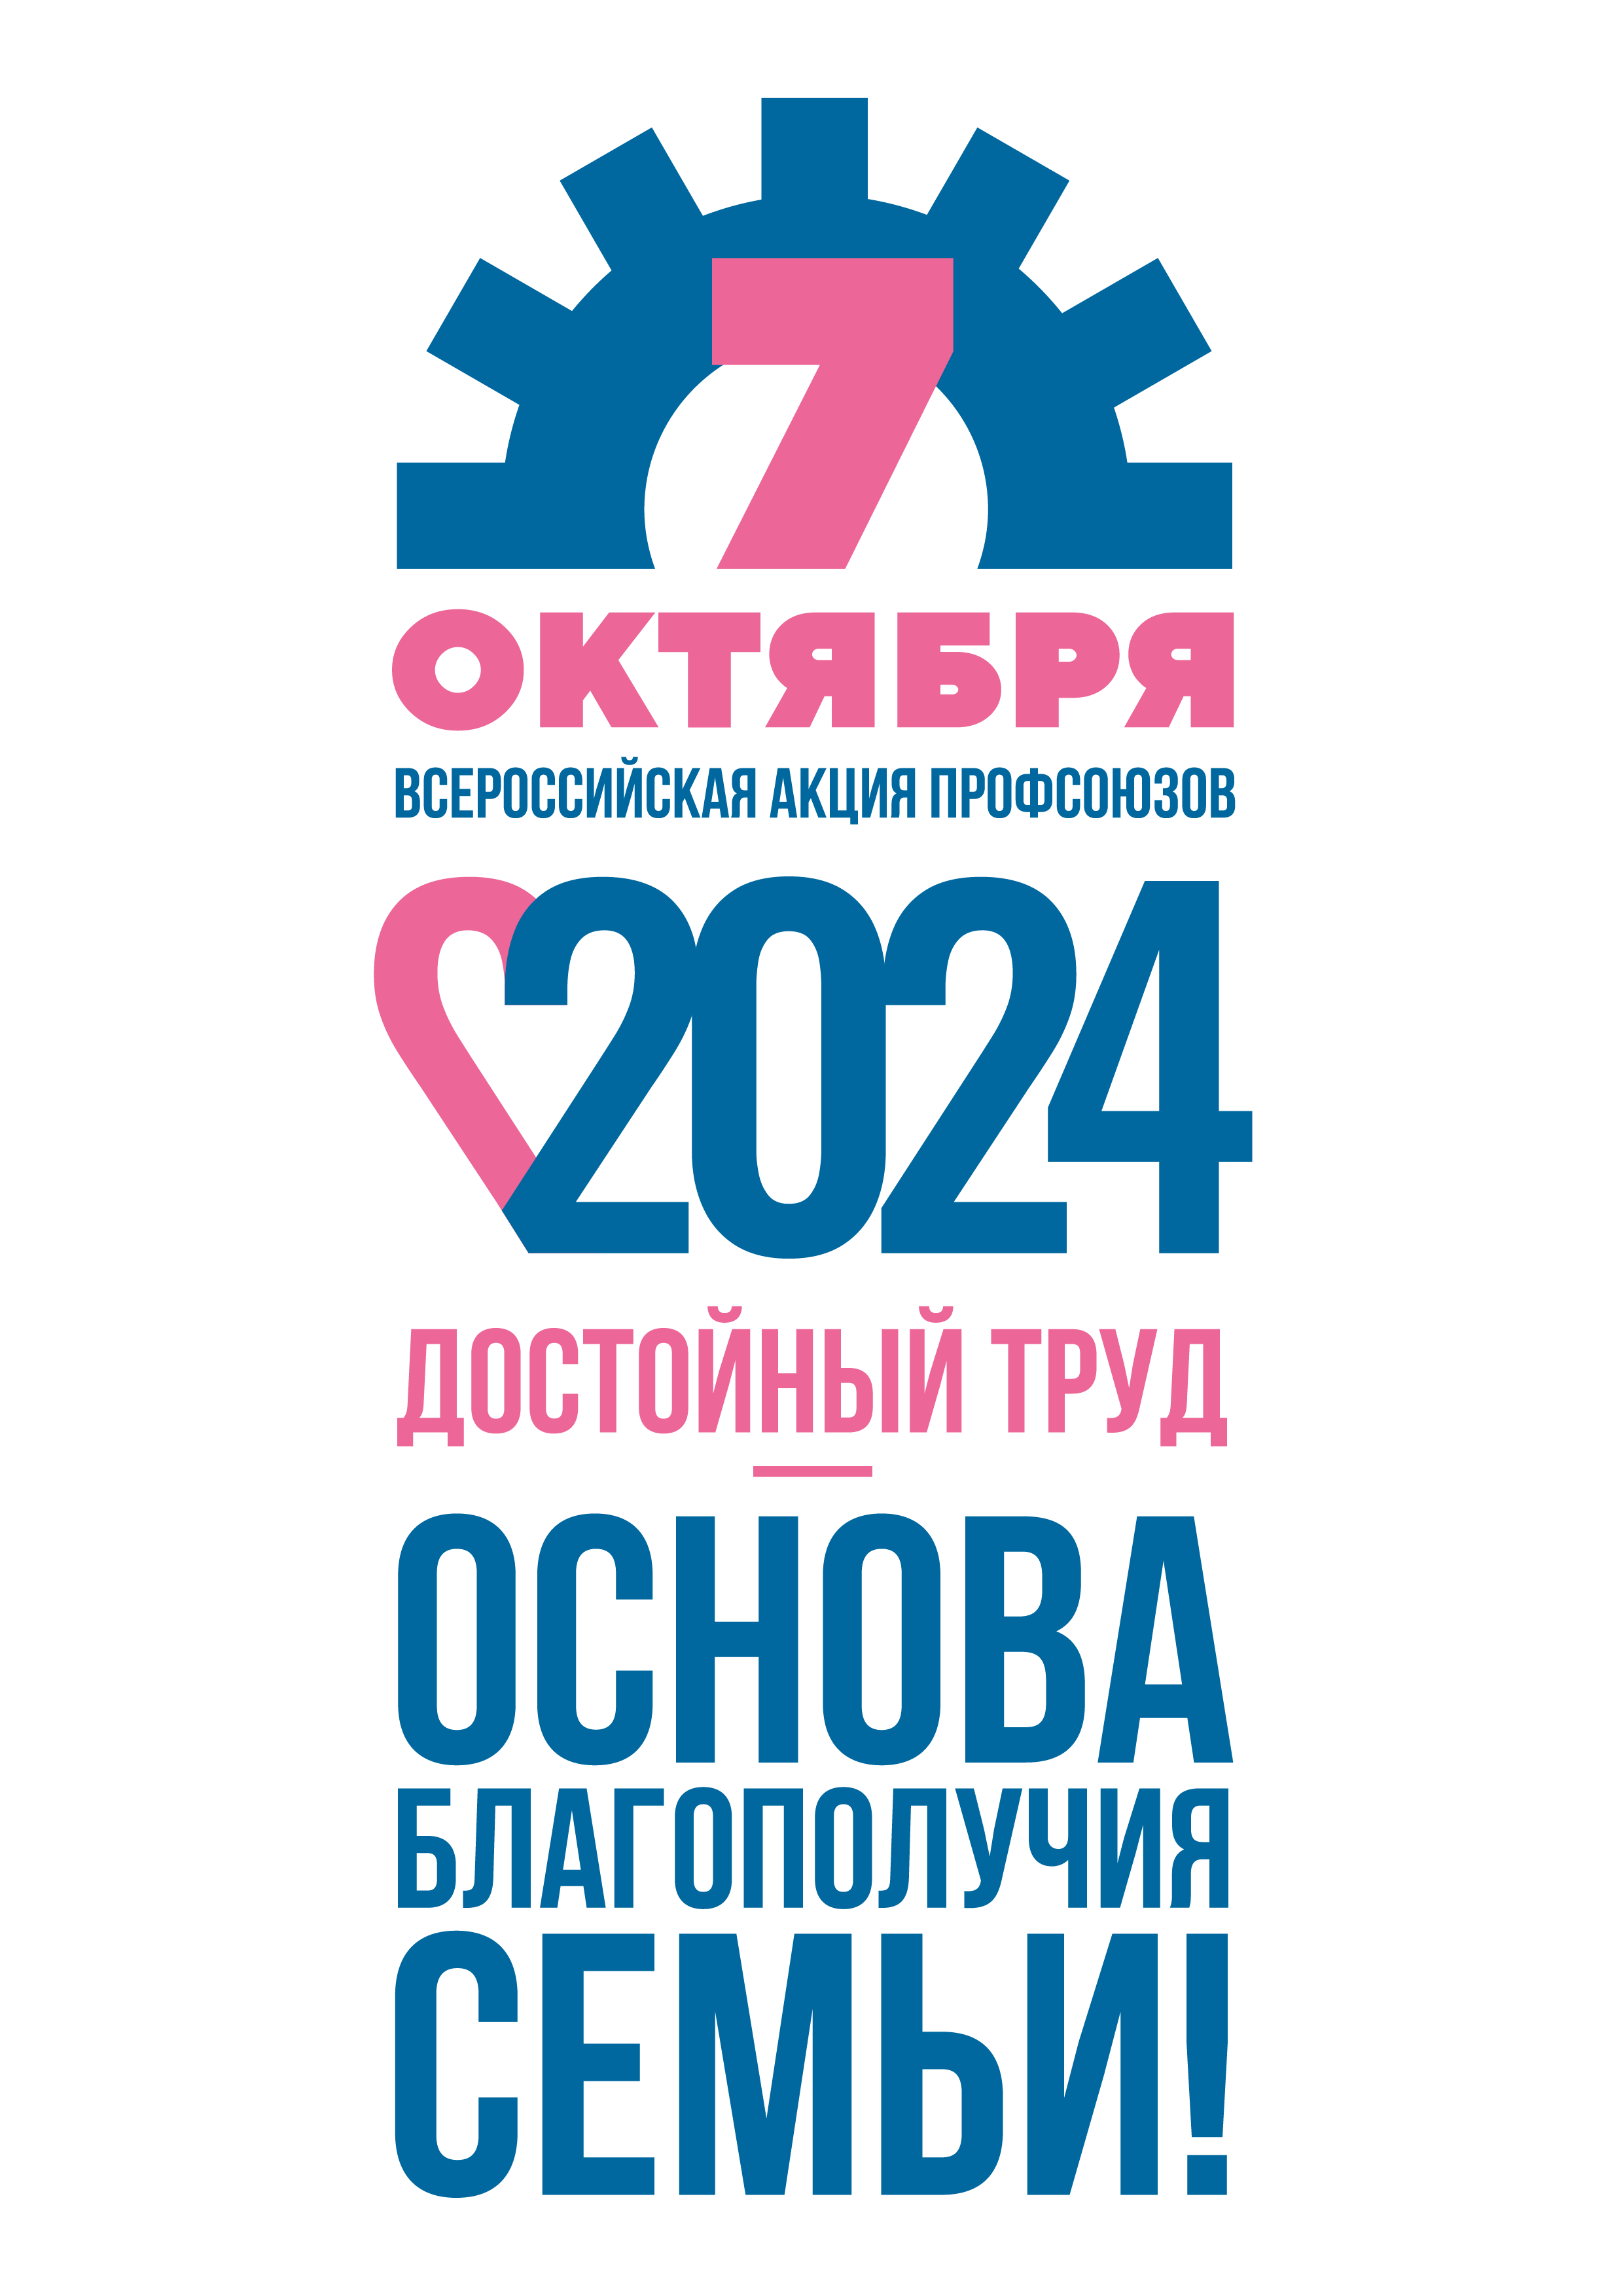 7
ОКТЯБРЯ
ВСЕРОССИЙСКАЯ АКЦИЯ ПРОФСОЮЗОВ
2024
ДОСТОЙНЫЙ ТРУД
—
ОСНОВА
БЛАГОПОЛУЧИЯ
СЕМЬИ!